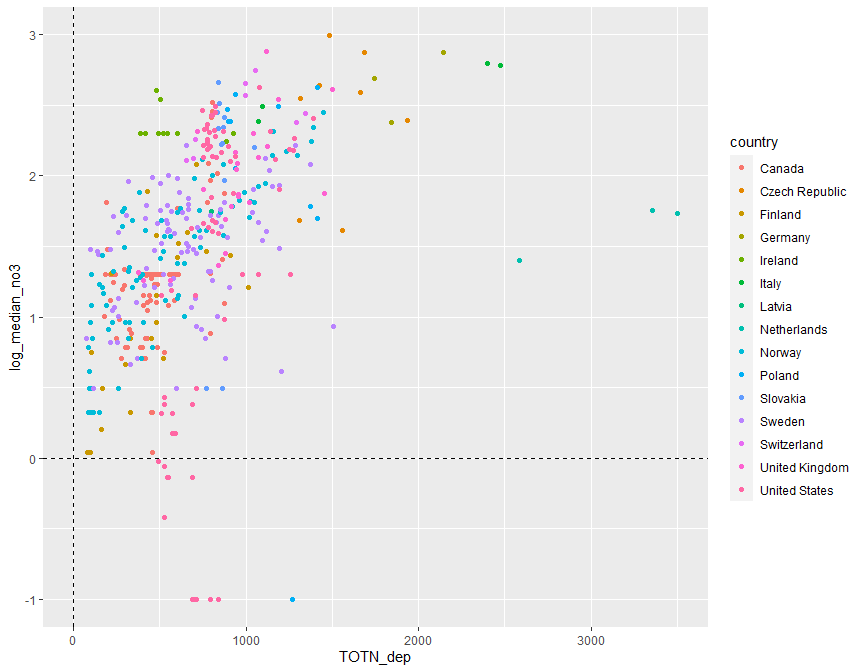 log_median_no3
3
2
1
0
-1
0
1000
2000
3000
TOTN_dep
country
Canada
Czech Republic
Finland
Germany
Ireland
Italy
Latvia
Netherlands
Norway
Poland
Slovakia
Sweden
Switzerland
United Kingdom
United States